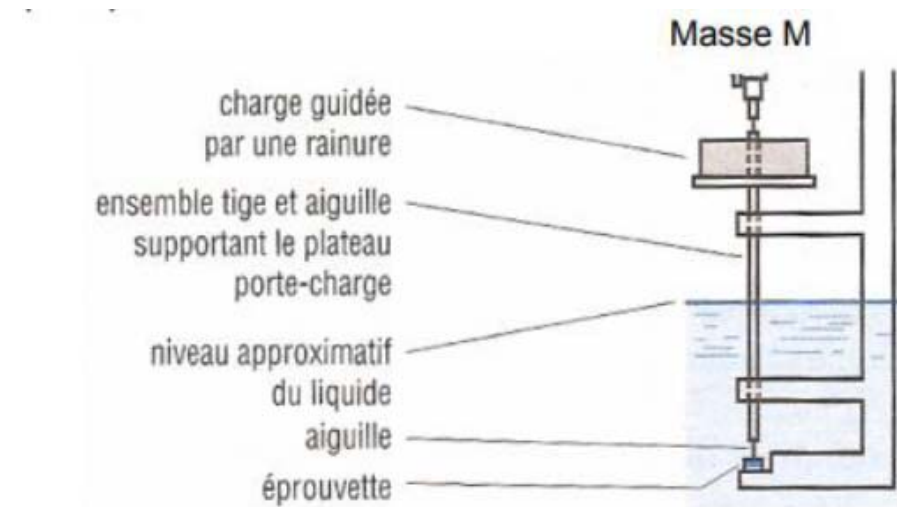 Masse M
charge guidée
par une rainure
ensemble tige et aiguille
supportant le plateau
porte-charge
niveau approximatif
du liquide
aiguille
éprouvette